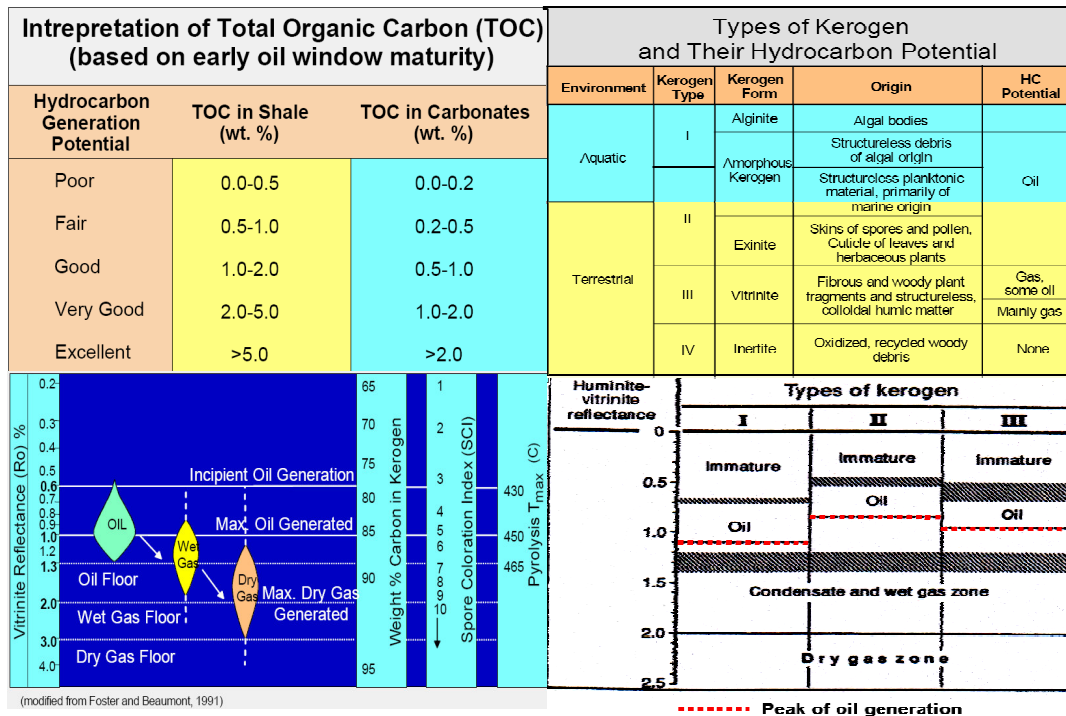 Intrepretation of Total Organic Carbon (TOC)
(based on early oil window maturity)
Hydrocarbon
Generation
Potential
TOC in Shale
(wt. %)
TOC in Carbonates
(wt. %)
Poor 0.0-0.5 0.0-0.2
Fair 0.5-1.0 0.2-0.5
Good 1.0-2.0 0.5-1.0
Very Good 2.0-5.0 1.0-2.0
Excellent >5.0 >2.0
Types of Kerogen
and Their Hydrocarbon Potential
Environment
Kerogen
Type
Kerogen
Form
Origin
HC
Potential
Aquatic
I
Alginite
Algal bodies
Amorphous
Kerogen
Structureless debris
of algal origin
Structureless planktonic
material, primarily of
marine origin
Oil
Terrestrial
II
Exinite
Skins of spores and pollen,
Cuticle of leaves and
herbaceous plants
III
Vitrinite
Fibrous and woody plant
fragments and structureless,
colloidal humic matter
Gas,
some oil
Mainly gas
IV
Inertite
Oxidized, recycled woody
debris
None
Vitrinite Reflectance (Ro) %
0.2
0.3
0.4
0.5
0.6
0.7
0.8
0.9
1.0
1.2
1.3
2.0
3.0
4.0
OIL
Wet
Gas
Dry
Gas
Incipient Oil Generation
Max. Oil Generated
Oil Floor
Max. Dry Gas
Generated
Wet Gas Floor
Dry Gas Floor
65
70
75
80
85
90
95
Weight % Carbon in Kerogen
1
2
3
4
5
6
7
8
9
10
Spore Coloration Index (SCI)
430
450
465
Pyrolysis Tmax (C)
(modified from Foster and Beaumont, 1991)
Huminite-
vitrinite
reflectance
Types of kerogen
I II III
0
0.5
1.0
1.5
2.0
2.5
Immature
Immature
Immature
Oil
Oil
Oil
Condensate and wet gas zone
Dry gas zone
Peak of oil generation